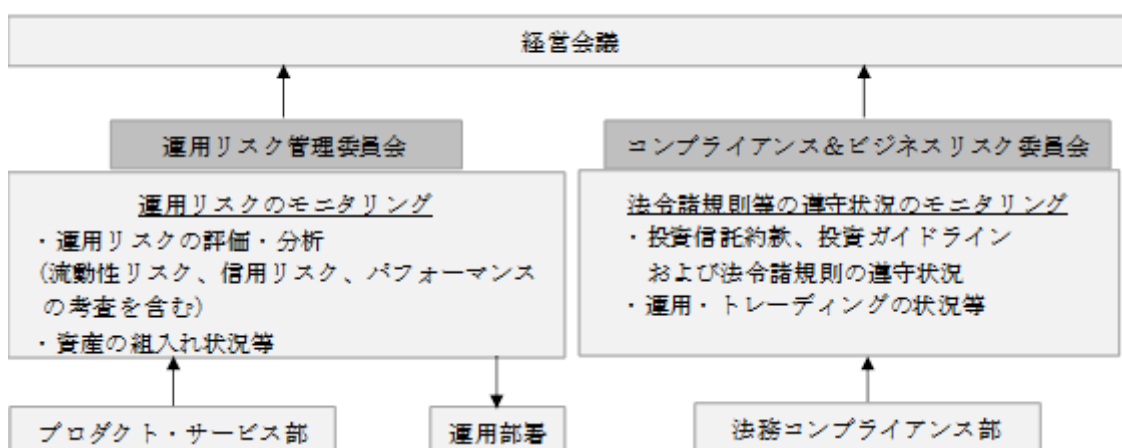 経営会議
運用リスク管理委員会
運用リスクのモニタリング
・運用リスクの評価・分析
(流動性リスク、信用リスク、パフォーマンス
の考査を含む)
・資産の組入れ状況等
プロダクト・サービス部
運用部署
コンプライアンス&ビジネスリスク委員会
法令諸規則等の遵守状況のモニタリング
・投資信託約款、投資ガイドライン
および法令諸規則の遵守状況
・運用・トレーディングの状況等
法務コンプライアンス部